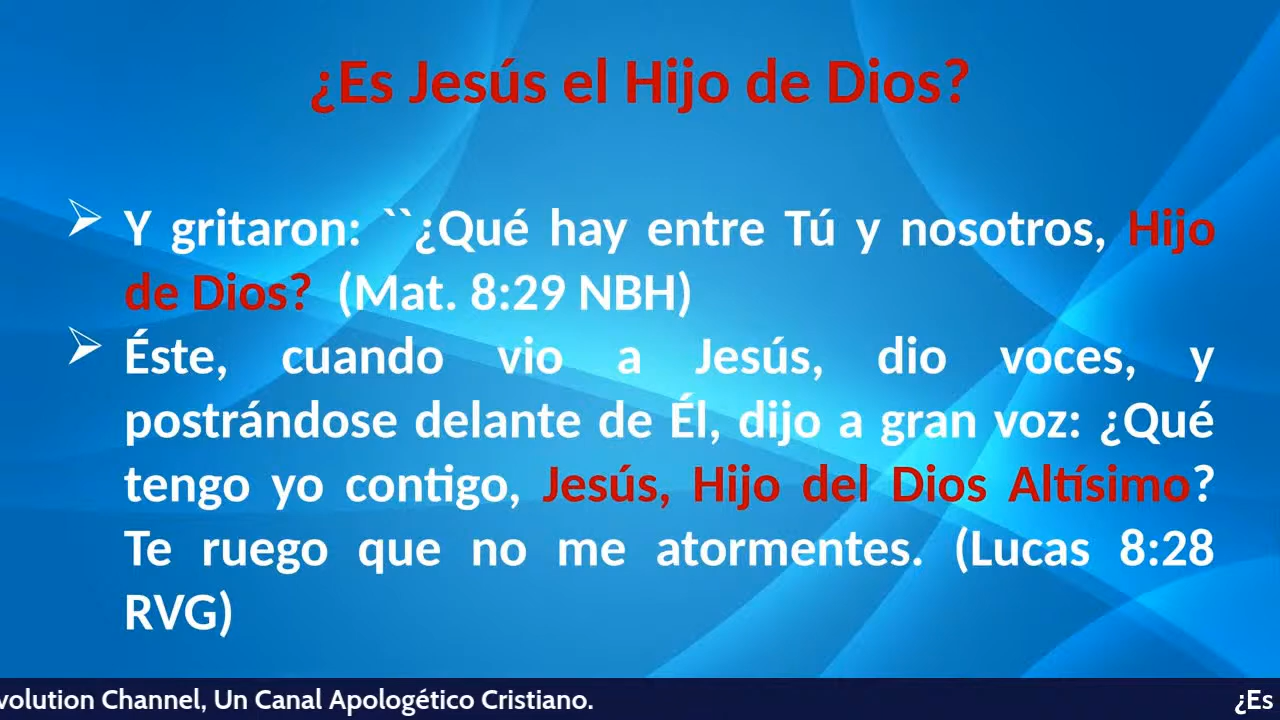 ¿Es Jesús el Hijo de Dios?
Y gritaron: ``¿Qué hay entre Tú y nosotros, Hijo
de Dios? (Mat. 8:29 NBH)
Éste, cuando vio a Jesús, dio voces, y
postrándose delante de Él, dijo a gran voz: ¿Qué
tengo yo contigo, Jesús, Hijo del Dios Altísimo?
Te ruego que no me atormentes. (Lucas 8:28
RVG)
volution Channel, Un Canal Apologético Cristiano. ¿Es